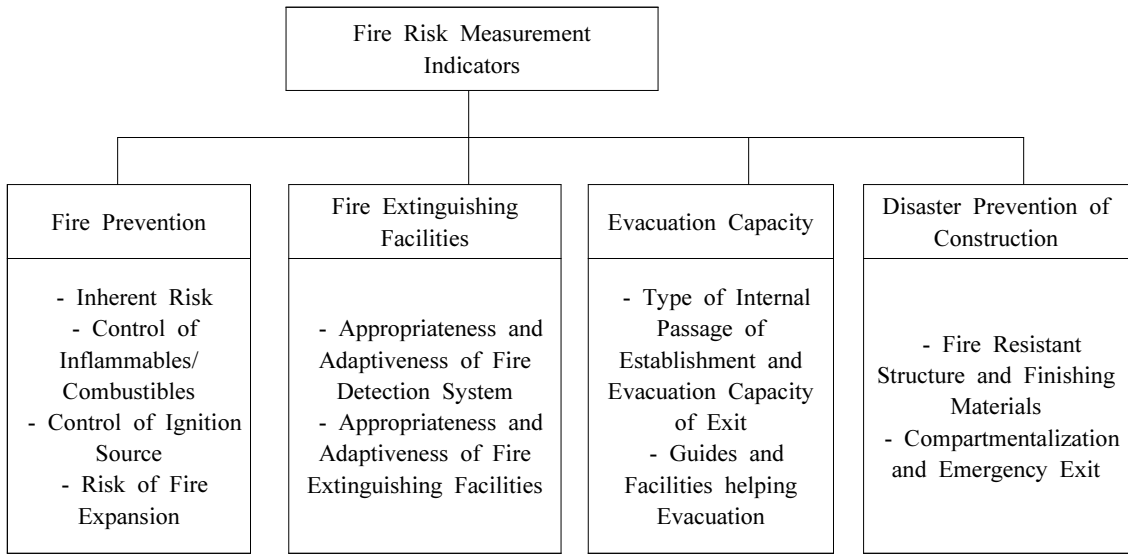 Fire Risk Measurement
Indicators
Fire Prevention
- Inherent Risk
- Control of
Inflammables/
Combustibles
- Control of Ignition
Source
- Risk of Fire
Expansion
Fire Extinguishing
Facilities
- Appropriateness and
Adaptiveness of Fire
Detection System
- Appropriateness and
Adaptiveness of Fire
Extinguishing Facilities
Evacuation Capacity
- Type of Internal
Passage of
Establishment and
Evacuation Capacity
of Exit
- Guides and
Facilities helping
Evacuation
Disaster Prevention of
Construction
- Fire Resistant
Structure and Finishing
Materials
- Compartmentalization
and Emergency Exit